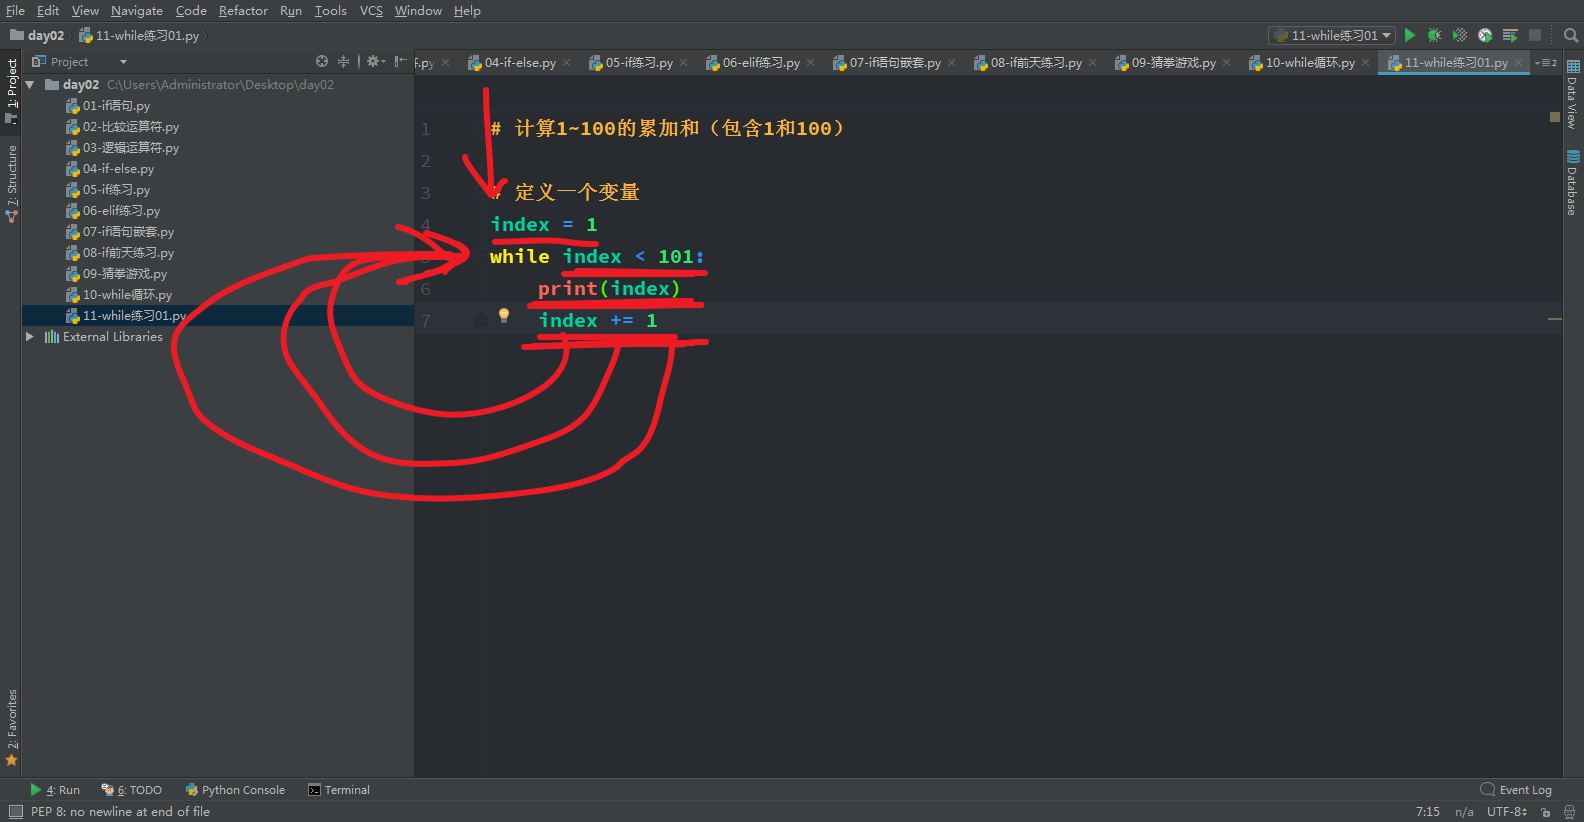 File Edit View Navigate Code Refactor Run Tools VCS Window Help
day02 11-while练习01.py 11-while练习01
Project .py 04-if-else.py 05-if练习.py 06-elif练习.py 07-if语句嵌套.py 08-if前天练习.py 09-猜拳游戏.py 10-while循环.py 11-while练习01.py 2
1: Project
7: Structure
2: Favorites
day02 C:\Users\Administrator\Desktop\day02
01-if语句.py
02-比较运算符.py
03-逻辑运算符.py
04-if-else.py
05-if练习.py
06-elif练习.py
07-if语句嵌套.py
08-if前天练习.py
09-猜拳游戏.py
10-while循环.py
11-while练习01.py
External Libraries
1 # 计算1~100的累加和（包含1和100）
2
3 # 定义一个变量
4 index = 1
while index < 101:
6 print(index)
7 index += 1
Data View
Database
4: Run 6: TODO Python Console Terminal Event Log
PEP 8: no newline at end of file 7:15 n/a UTF-8